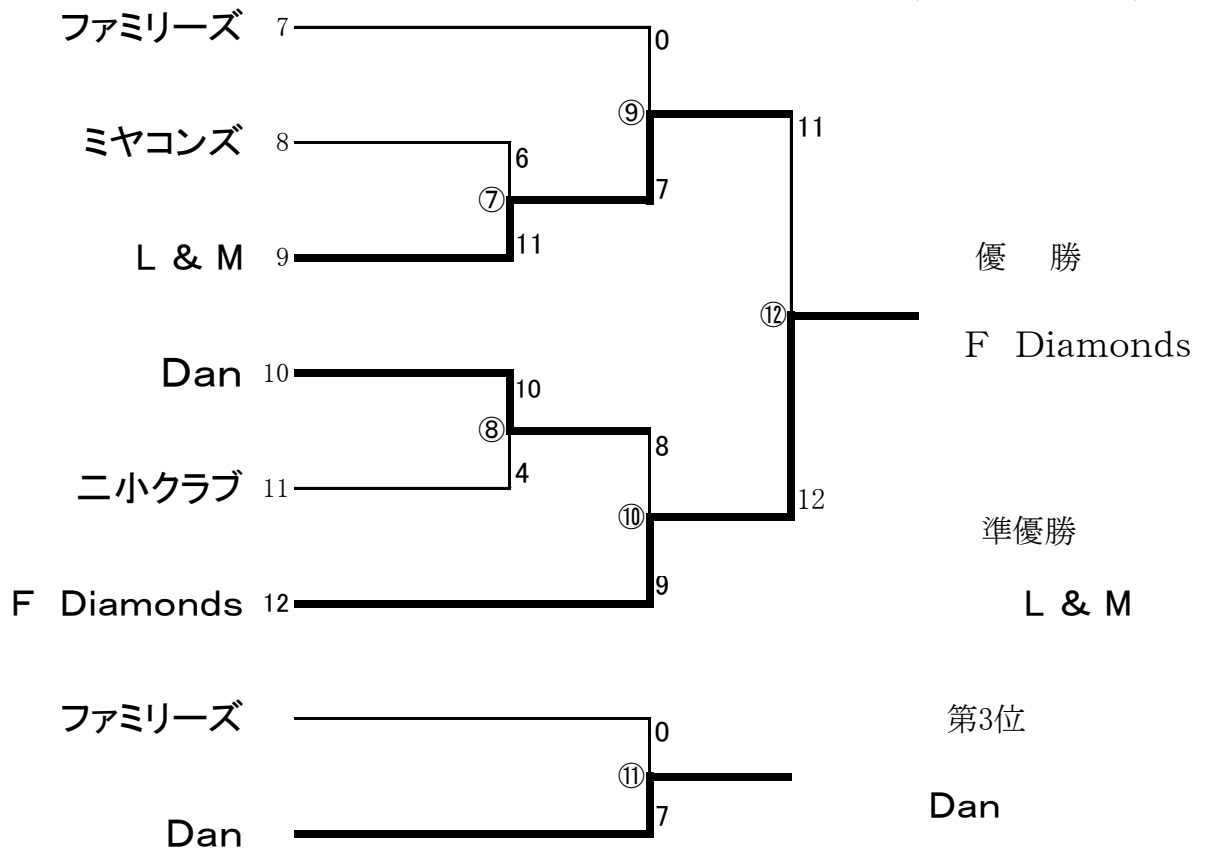 ファミリーズ 7
0
⑨
11
ミヤコンズ 8
6
⑦
7
11
L & M 9
優 勝
⑫
F Diamonds
Dan 10
10
⑧
8
4
二小クラブ 11
12
⑩
準優勝
9
F Diamonds 12
L & M
ファミリーズ
0
第3位
⑪
7
Dan
Dan